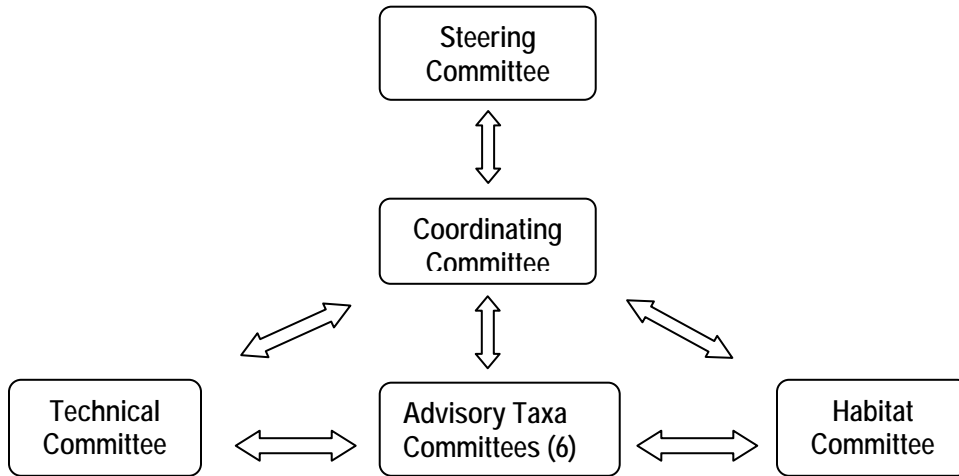 Steering
Committee
Coordinating
Committee
Technical
Committee
Advisory Taxa
Committees (6)
Habitat
Committee